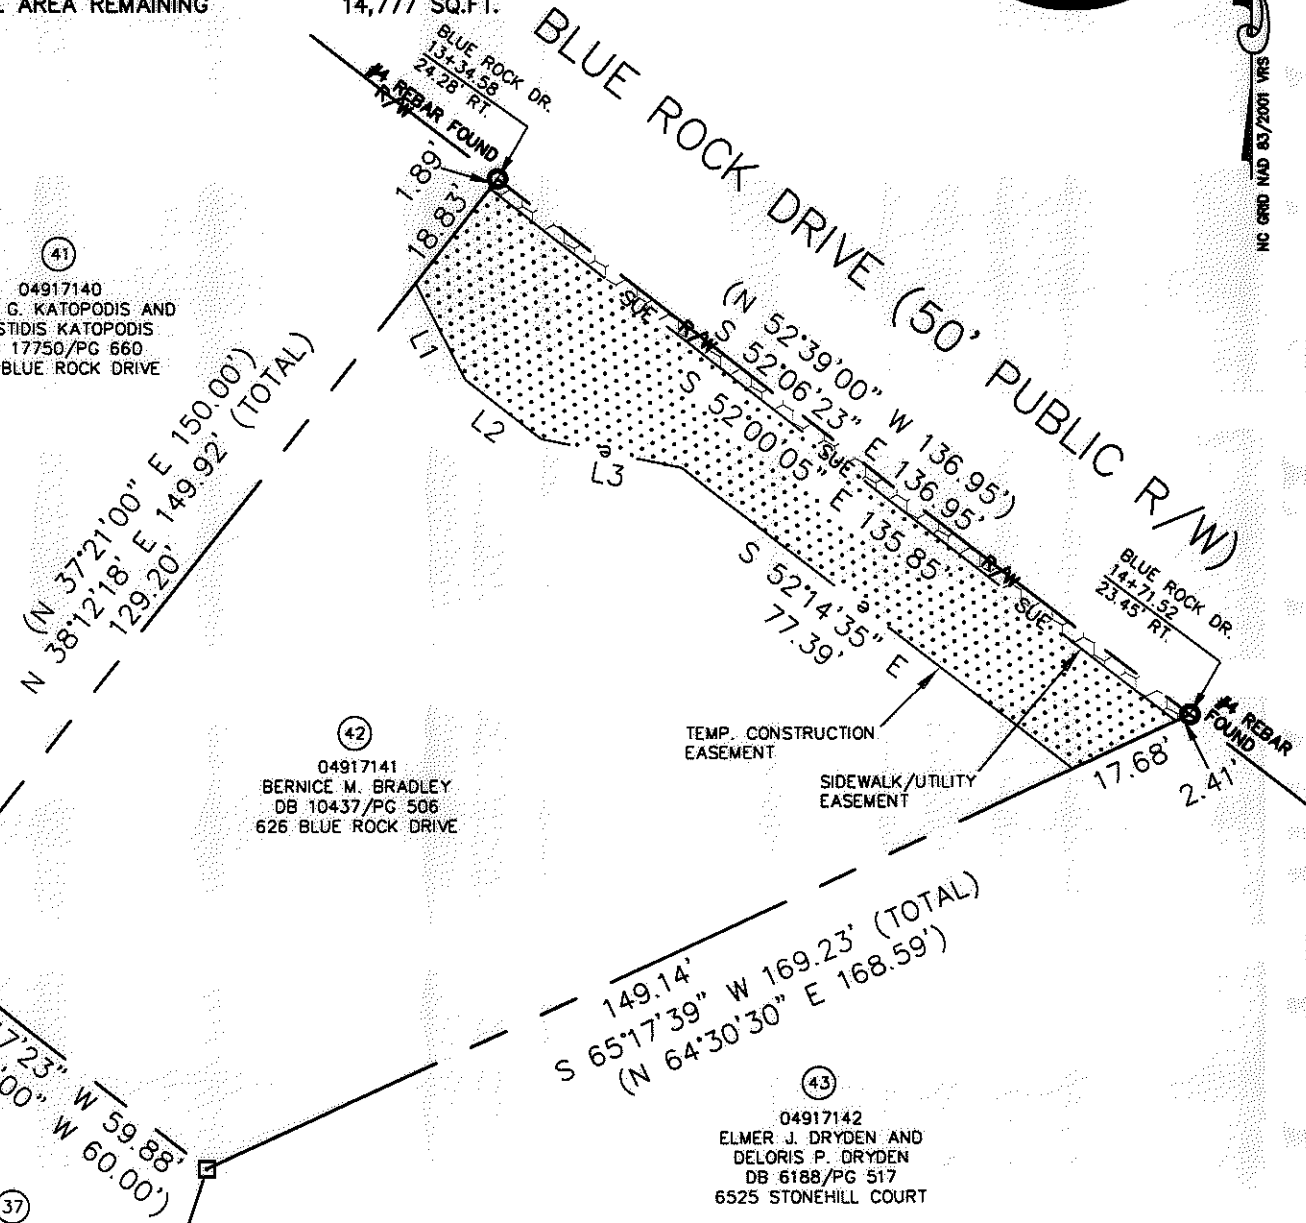 AREA REMAINING 14,777 SQ.FT.
BLUE ROCK DR.
13+34.58
24.28' RT.
#4 REBAR FOUND
R/W
1.89'
18.83'
BLUE ROCK DRIVE (50' PUBLIC R/W)
NC GRID NAD 83/2001 VRS
41
04917140
G. KATOPODIS AND
STIDIS KATOPODIS
17750/PG 660
BLUE ROCK DRIVE
(N 37°21'00" E 150.00')
N 38°12'18" E 149.92' (TOTAL)
129.20'
L1
L2
e
L3
SUE
R/W
(N 52°39'00" W 136.95')
S 52°06'23" E 136.95'
S 52°00'05" E 135.85'
SUE
R/W
SUE
S 52°14'35" E
77.39'
e
BLUE ROCK DR.
14+71.52
23.45' RT.
#4 REBAR
FOUND
TEMP. CONSTRUCTION
EASEMENT
SIDEWALK/UTILITY
EASEMENT
17.68'
2.41'
42
04917141
BERNICE M. BRADLEY
DB 10437/PG 506
626 BLUE ROCK DRIVE
149.14'
S 65°17'39" W 169.23' (TOTAL)
(N 64°30'30" E 168.59')
7'23" W 59.88'
00" W 60.00')
37
43
04917142
ELMER J. DRYDEN AND
DELORIS P. DRYDEN
DB 6188/PG 517
6525 STONEHILL COURT